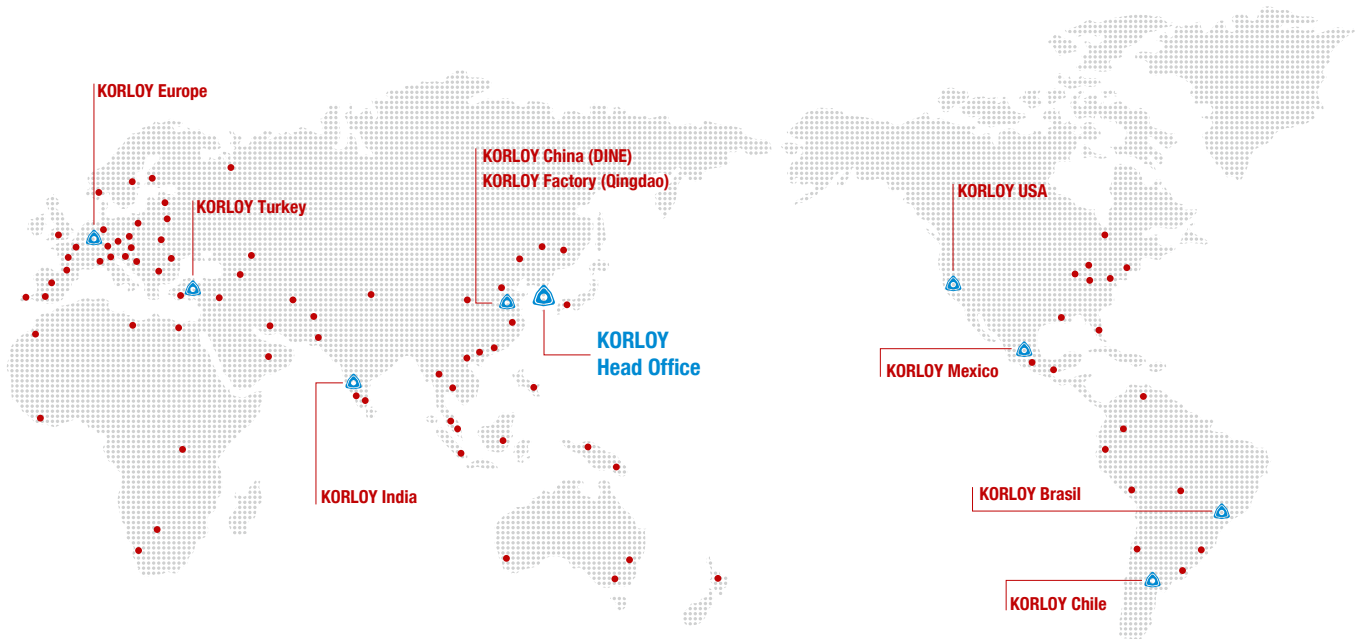 KORLOY Europe
KORLOY China (DINE)
KORLOY Factory (Qingdao)
KORLOY USA
KORLOY Turkey
KORLOY
Head Office
KORLOY Mexico
KORLOY India
KORLOY Brasil
KORLOY Chile